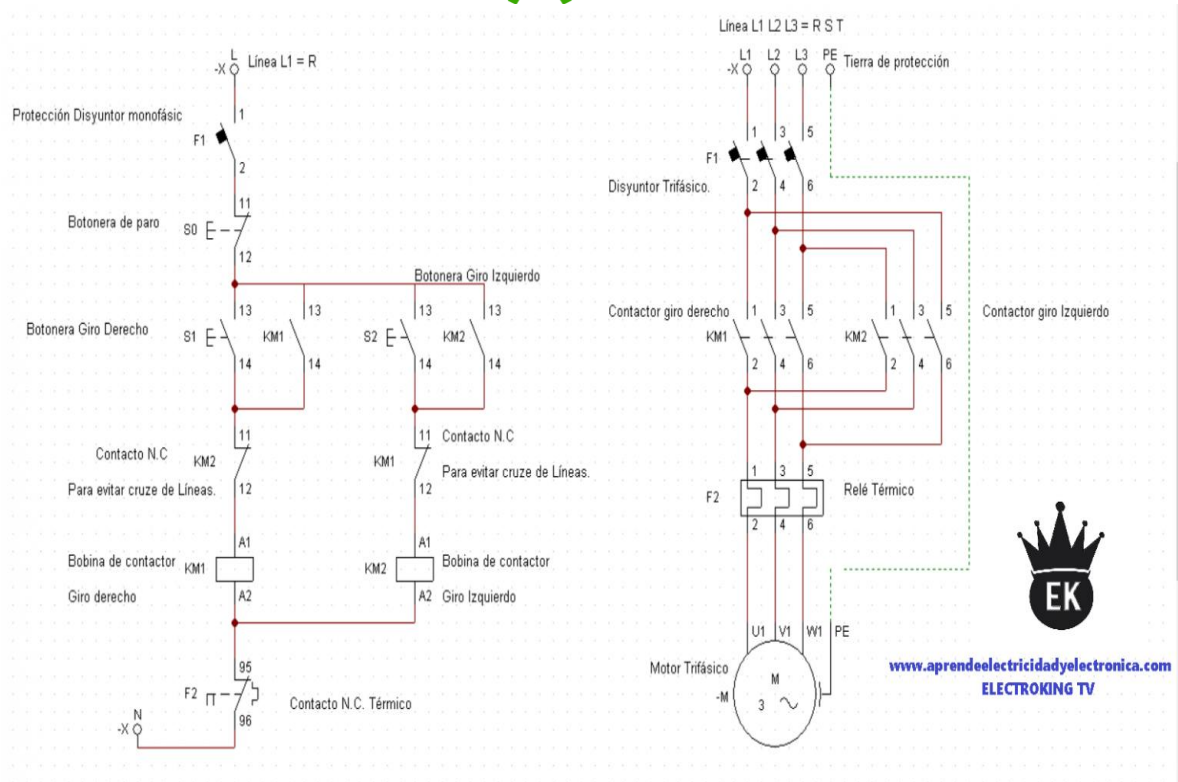 L
-X
Línea L1 = R
Protección Disyuntor monofásic
1
F1
2
Botonera de paro
11
S0
12
Botonera Giro Izquierdo
13
13
13
13
Botonera Giro Derecho
S1
KM1
S2
KM2
14
14
14
14
11
11
Contacto N.C
Contacto N.C
KM2
KM1
Para evitar cruze de Líneas.
Para evitar cruze de Líneas.
12
12
A1
A1
Bobina de contactor
KM1
KM2
Bobina de contactor
Giro derecho
A2
A2
Giro Izquierdo
95
F2
Contacto N.C. Térmico
96
N
-X
Línea L1 L2 L3 = R S T
L1 L2 L3 PE
-X
Tierra de protección
1 3 5
F1
Disyuntor Trifásico.
2 4 6
Contactor giro derecho
1 3 5
1 3 5
Contactor giro Izquierdo
KM1
KM2
2 4 6
2 4 6
1 3 5
F2
Relé Térmico
2 4 6
U1 V1 W1 PE
Motor Trifásico
-M
M
3
EK
www.aprendeelectricidadyelectronica.com
ELECTROKING TV